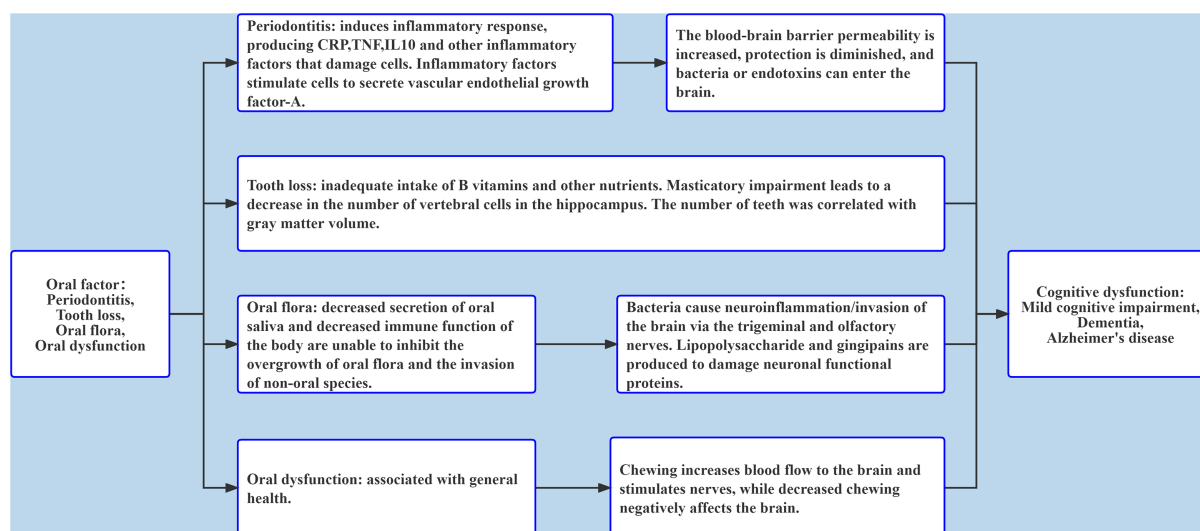 Periodontitis: induces inflammatory response,
producing CRP,TNF,IL10 and other inflammatory
factors that damage cells. Inflammatory factors
stimulate cells to secrete vascular endothelial growth
factor-A.
The blood-brain barrier permeability is
increased, protection is diminished, and
bacteria or endotoxins can enter the
brain.
Tooth loss: inadequate intake of B vitamins and other nutrients. Masticatory impairment leads to a
decrease in the number of vertebral cells in the hippocampus. The number of teeth was correlated with
gray matter volume.
Oral factor:
Periodontitis,
Tooth loss,
Oral flora,
Oral dysfunction
Oral flora: decreased secretion of oral
saliva and decreased immune function of
the body are unable to inhibit the
overgrowth of oral flora and the invasion
of non-oral species.
Bacteria cause neuroinflammation/invasion of
the brain via the trigeminal and olfactory
nerves. Lipopolysaccharide and gingipains are
produced to damage neuronal functional
proteins.
Cognitive dysfunction:
Mild cognitive impairment,
Dementia,
Alzheimer's disease
Oral dysfunction: associated with general
health.
Chewing increases blood flow to the brain and
stimulates nerves, while decreased chewing
negatively affects the brain.